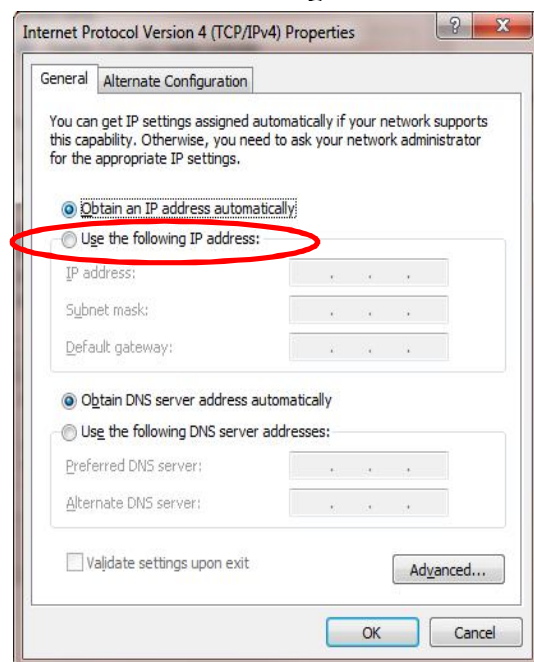 Internet Protocol Version 4 (TCP/IPv4) Properties
General
Alternate Configuration
You can get IP settings assigned automatically if your network supports
this capability. Otherwise, you need to ask your network administrator
for the appropriate IP settings.
Obtain an IP address automatically
Use the following IP address:
IP address:
Subnet mask:
Default gateway:
Obtain DNS server address automatically
Use the following DNS server addresses:
Preferred DNS server:
Alternate DNS server:
Validate settings upon exit
Advanced...
OK
Cancel